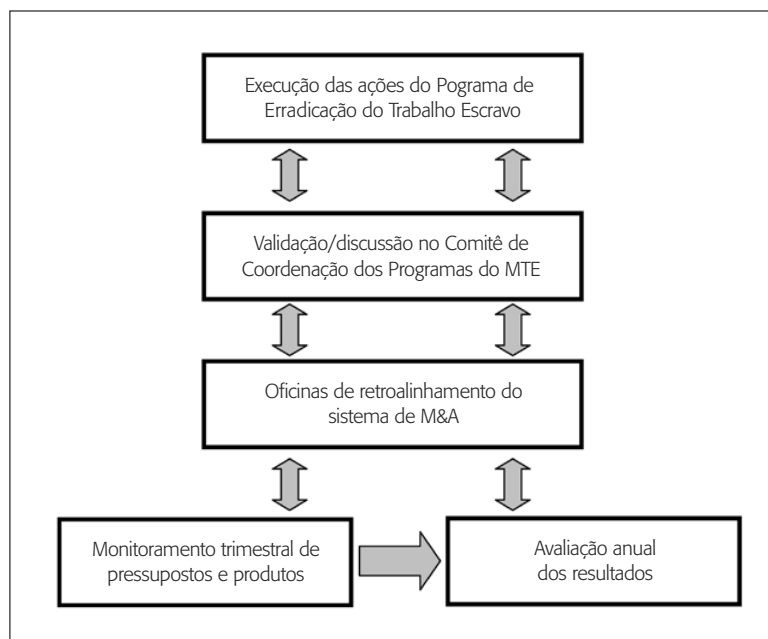 Execução das ações do Pograma de
Erradicação do Trabalho Escravo
Validação/discussão no Comitê de
Coordenação dos Programas do MTE
Oficinas de retroalinhamento do
sistema de M&A
Monitoramento trimestral de
pressupostos e produtos
Avaliação anual
dos resultados